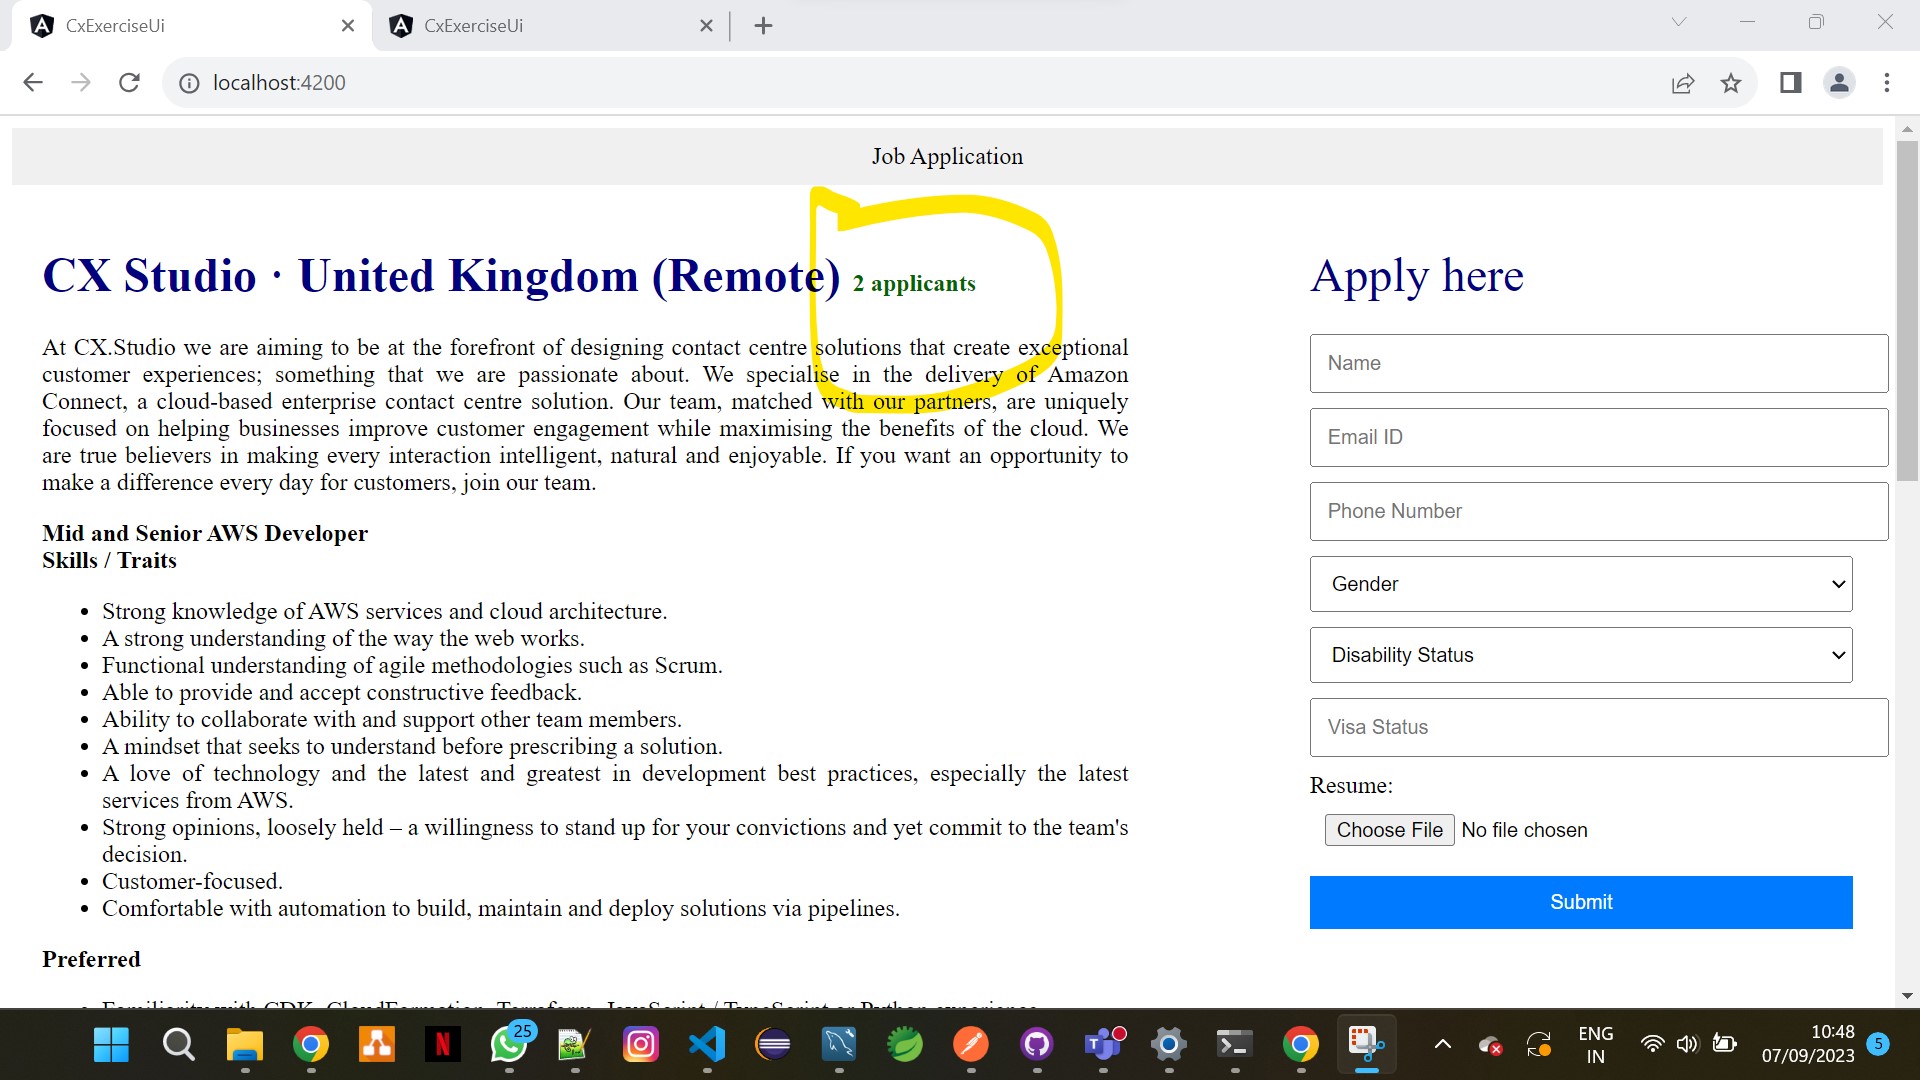 CxExerciseUi
CxExerciseUi
localhost:4200
Job Application
CX Studio · United Kingdom (Remote) 2 applicants
At CX.Studio we are aiming to be at the forefront of designing contact centre solutions that create exceptional
customer experiences; something that we are passionate about. We specialise in the delivery of Amazon
Connect, a cloud-based enterprise contact centre solution. Our team, matched with our partners, are uniquely
focused on helping businesses improve customer engagement while maximising the benefits of the cloud. We
are true believers in making every interaction intelligent, natural and enjoyable. If you want an opportunity to
make a difference every day for customers, join our team.
Mid and Senior AWS Developer
Skills / Traits
• Strong knowledge of AWS services and cloud architecture.
• A strong understanding of the way the web works.
• Functional understanding of agile methodologies such as Scrum.
• Able to provide and accept constructive feedback.
• Ability to collaborate with and support other team members.
• A mindset that seeks to understand before prescribing a solution.
• A love of technology and the latest and greatest in development best practices, especially the latest
services from AWS.
• Strong opinions, loosely held – a willingness to stand up for your convictions and yet commit to the team's
decision.
• Customer-focused.
• Comfortable with automation to build, maintain and deploy solutions via pipelines.
Preferred
• Familiarity with CDK, CloudFormation, Terraform, JavaScript / TypeScript or Python experience
Apply here
Name
Email ID
Phone Number
Gender
Disability Status
Visa Status
Resume:
Choose File No file chosen
Submit
25
ENG
IN
10:48
07/09/2023
5